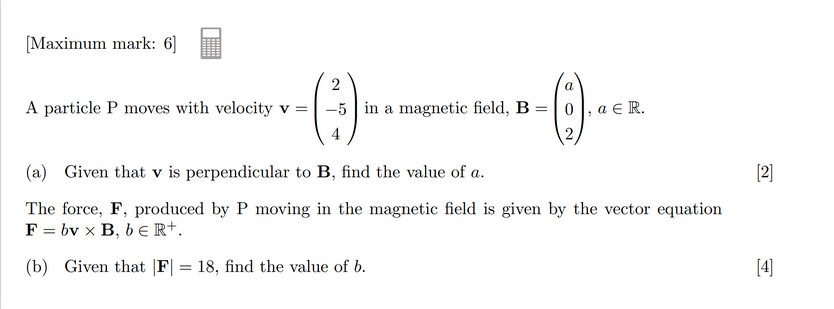 [Maximum mark: 6]
A particle P moves with velocity v = (2 −5 4) in a magnetic field, B = (a 0 2), a ∈ ℝ.
(a) Given that v is perpendicular to B, find the value of a. [2]
The force, F, produced by P moving in the magnetic field is given by the vector equation
F = bv × B, b ∈ ℝ⁺.
(b) Given that |F| = 18, find the value of b. [4]